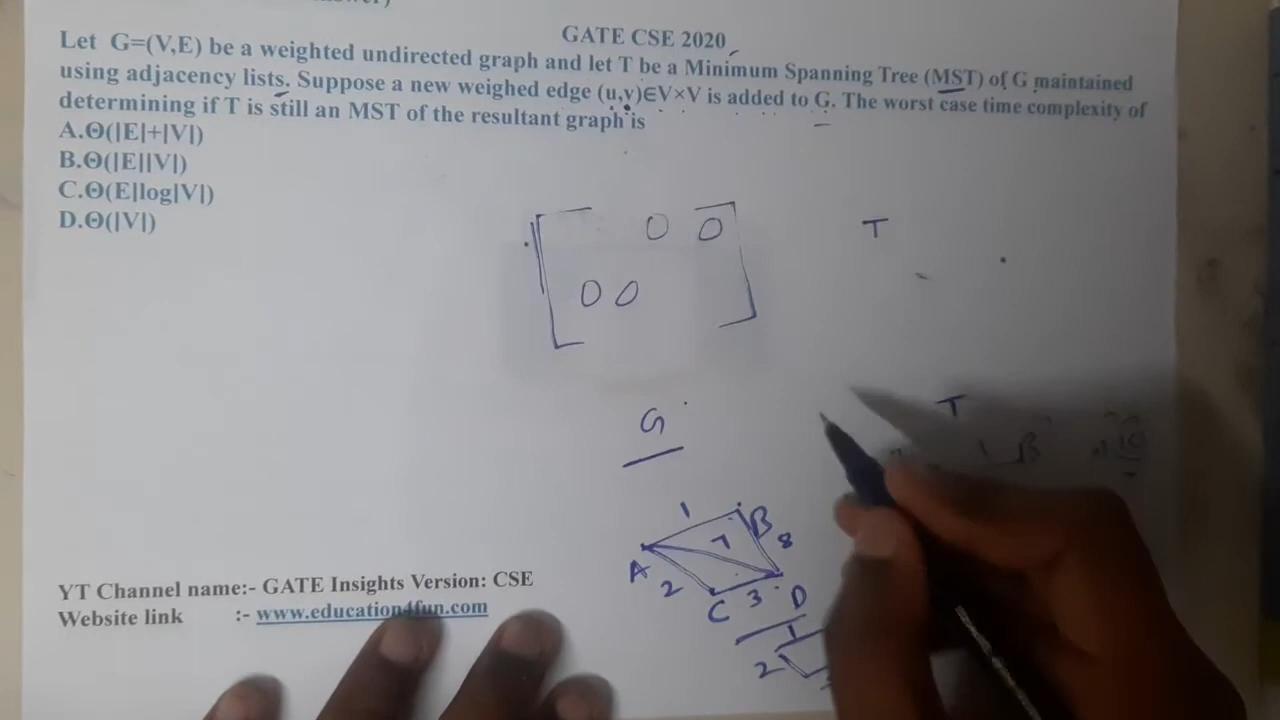 GATE CSE 2020
Let G=(V,E) be a weighted undirected graph and let T be a Minimum Spanning Tree (MST) of G maintained
using adjacency lists. Suppose a new weighed edge (u,v)∈V×V is added to G. The worst case time complexity of
determining if T is still an MST of the resultant graph is
A.Θ(|E|+|V|)
B.Θ(|E||V|)
C.Θ(E|log|V|)
D.Θ(|V|)
0 0
T
0 0
G
T
1 B
1
B
7
8
A
2
C 3 D
1
2
YT Channel name:- GATE Insights Version: CSE
Website link :- www.education4fun.com